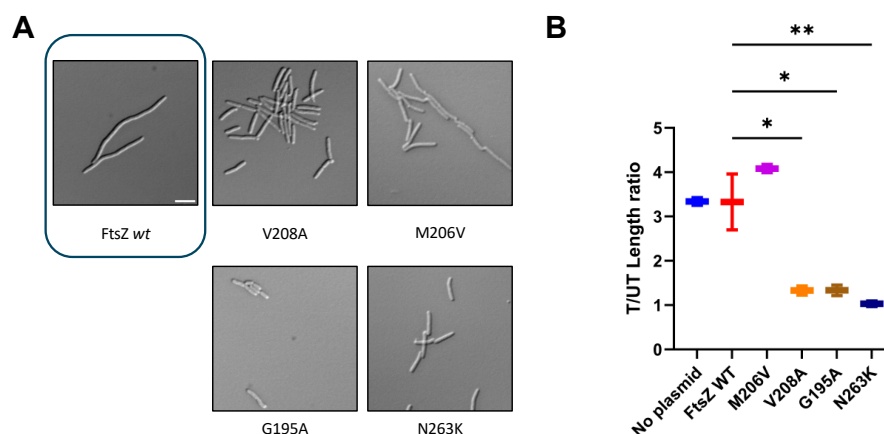 A
FtsZ wt
V208A
M206V
G195A
N263K
B
**
*
*
T/UT Length ratio
5
4
3
2
1
0
No plasmid
FtsZ WT
M206V
V208A
G195A
N263K